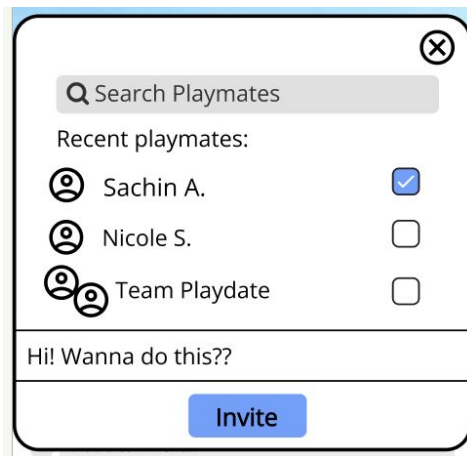 Search Playmates
Recent playmates:
Sachin A.
Nicole S.
Team Playdate
Hi! Wanna do this??
Invite